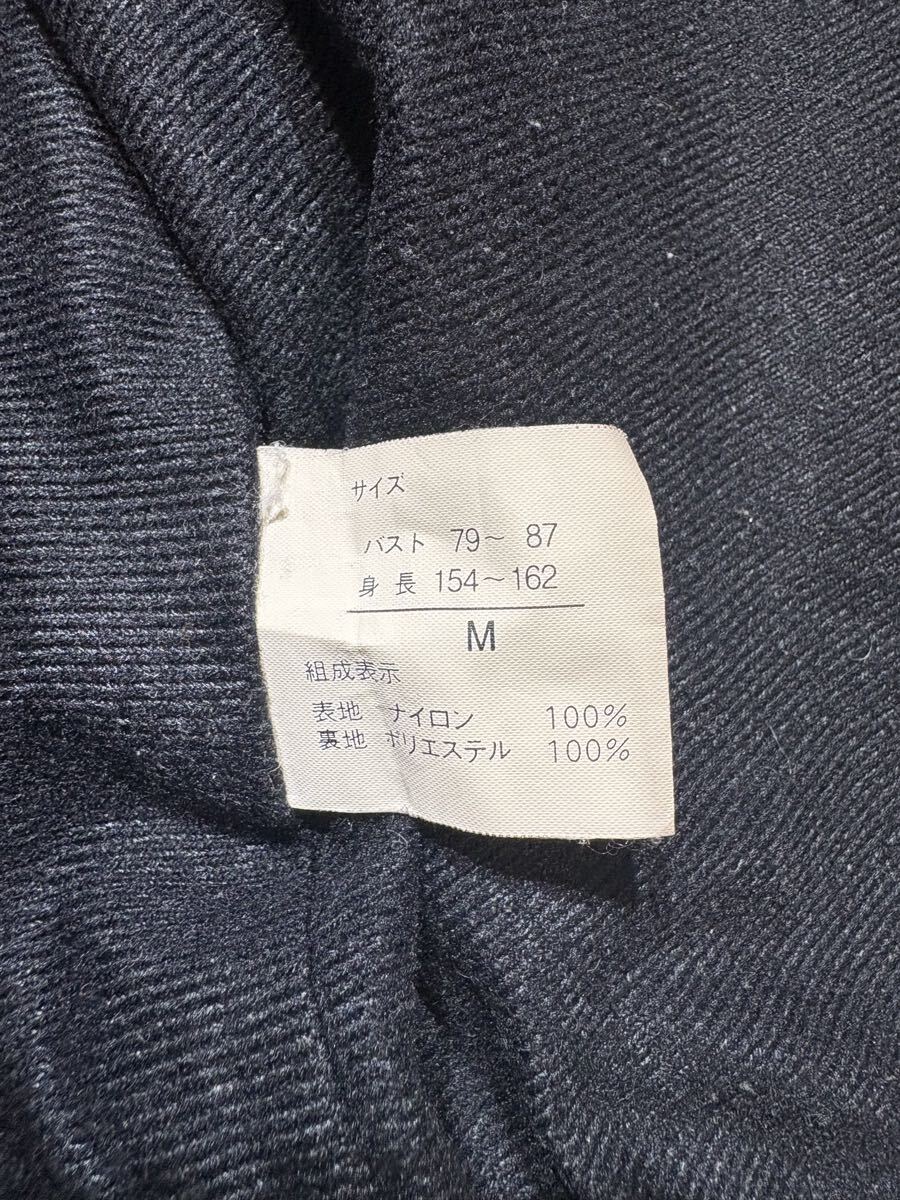 サイズ
バスト 79～ 87
身長 154～162
M
組成表示
表地 ナイロン 100%
裏地 ポリエステル 100%